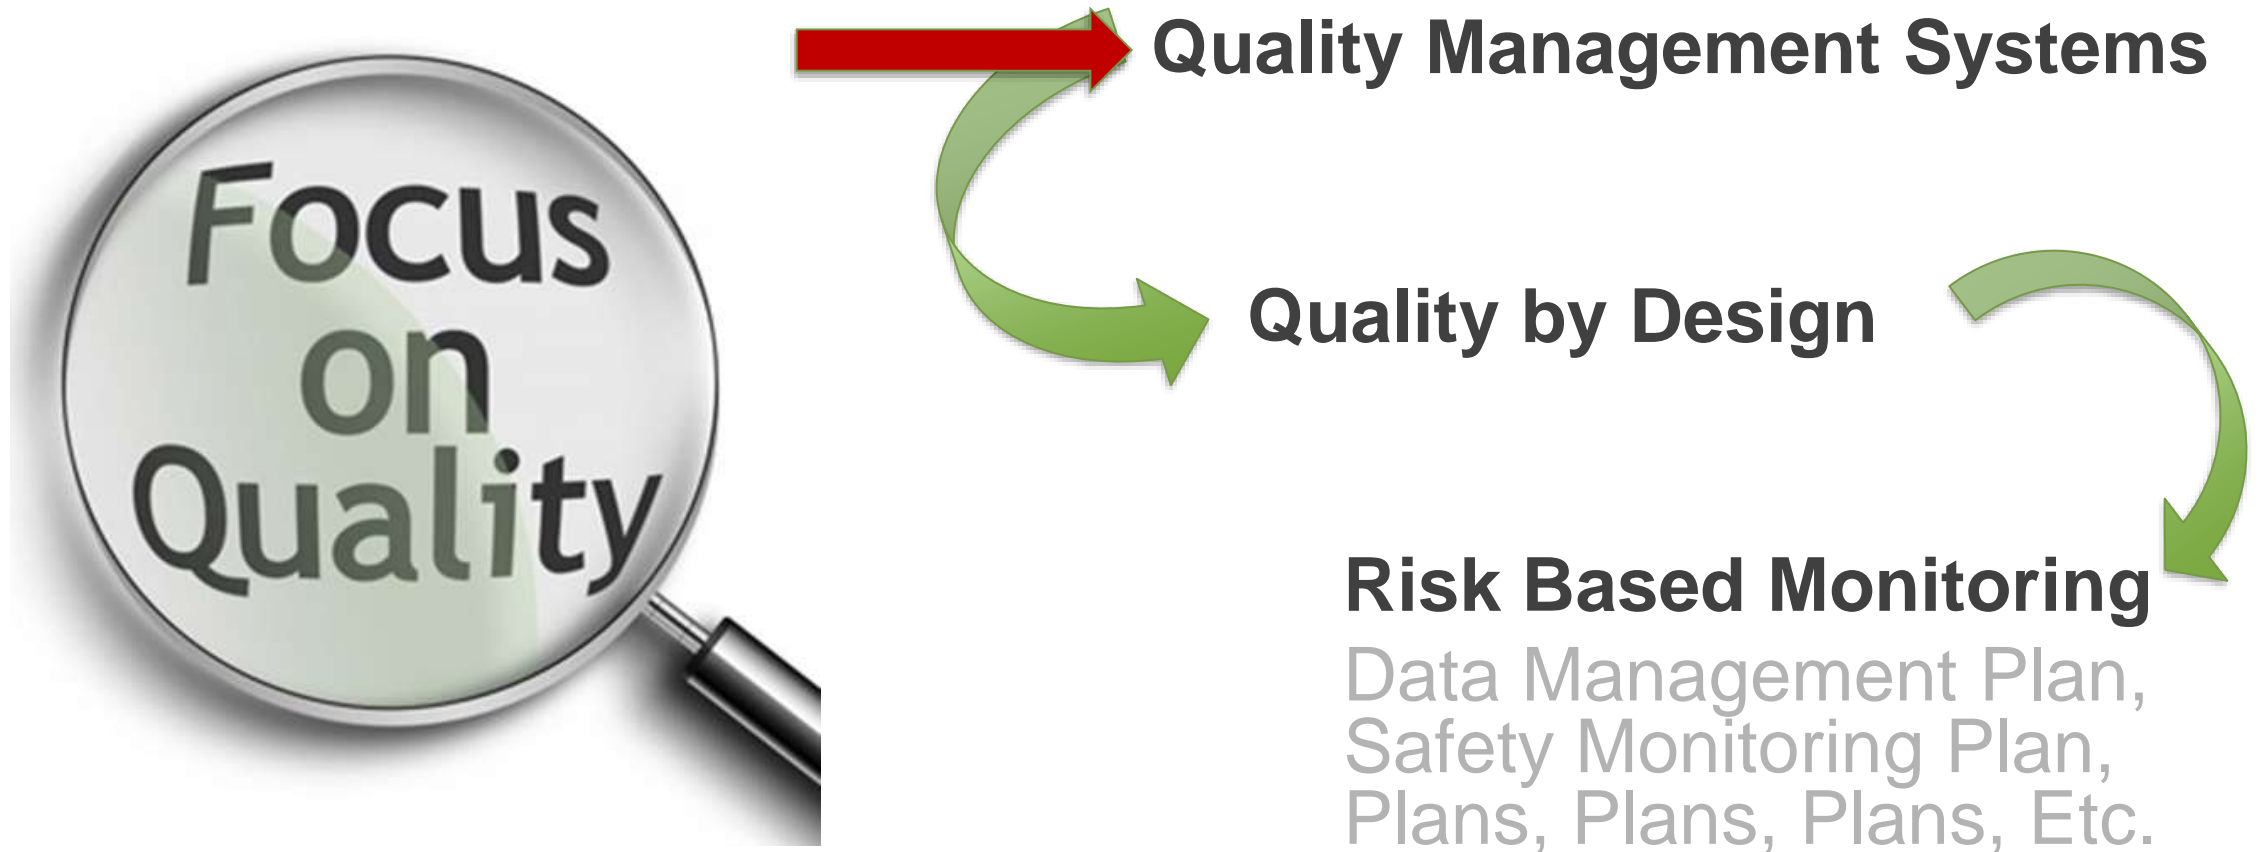 Focus
on
Quality
Quality Management Systems
Quality by Design
Risk Based Monitoring
Data Management Plan,
Safety Monitoring Plan,
Plans, Plans, Plans, Etc.